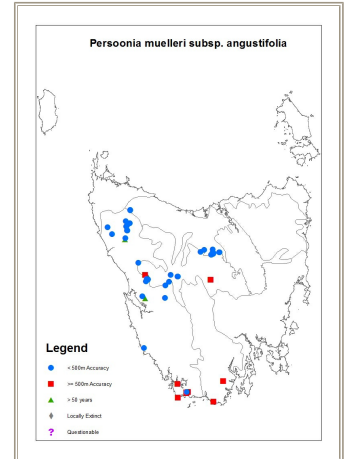 Persoonia muelleri subsp. angustifolia
Legend
< 500m Accuracy
>= 500m Accuracy
> 50 years
Locally Extinct
? Questionable